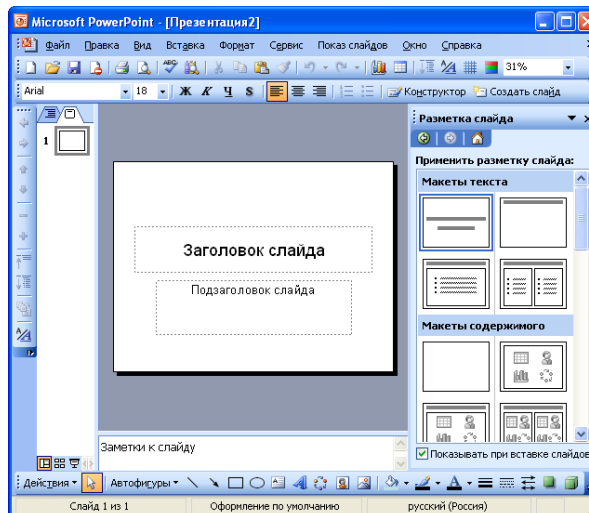 Microsoft PowerPoint - [Презентация2]
Файл Правка Вид Вставка Формат Сервис Показ слайдов Окно Справка
31%
Arial 18 Ж К Ч S Конструктор Создать слайд
Разметка слайда
1
Применить разметку слайда:
Макеты текста
Заголовок слайда
Подзаголовок слайда
Макеты содержимого
Заметки к слайду
Показывать при вставке слайдов
Действия Автофигуры
Слайд 1 из 1 Оформление по умолчанию русский (Россия)